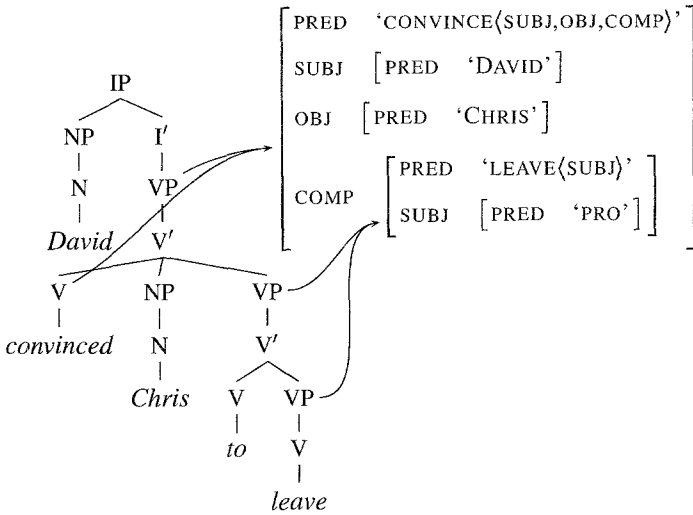 PRED ‘CONVINCE⟨SUBJ,OBJ,COMP⟩’
SUBJ [PRED ‘DAVID’]
OBJ [PRED ‘CHRIS’]
COMP [PRED ‘LEAVE⟨SUBJ⟩’
SUBJ [PRED ‘PRO’]]
IP
NP I′
N VP
David V′
V NP VP
convinced N V′
Chris V VP
to V
leave